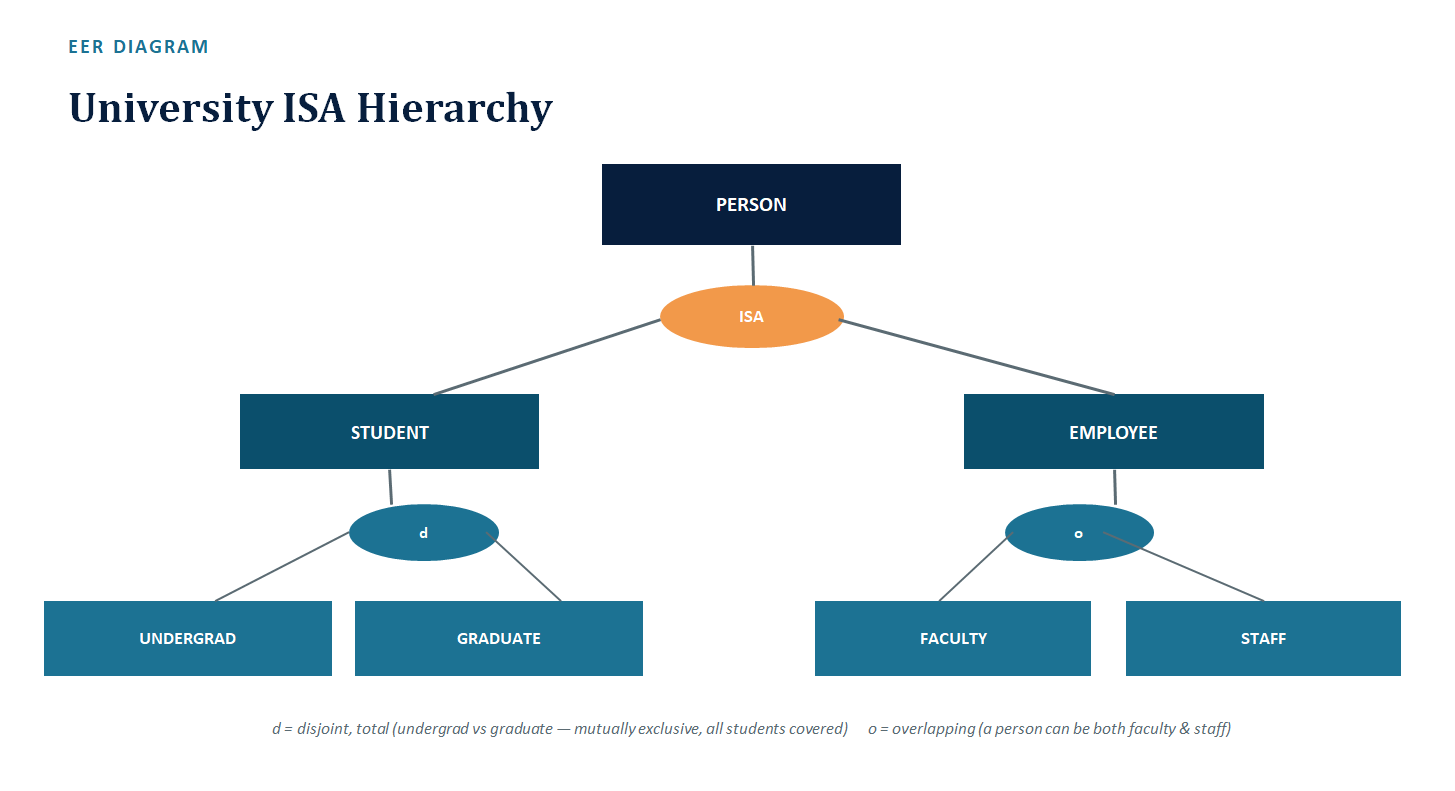 EER DIAGRAM
University ISA Hierarchy
PERSON
ISA
STUDENT
EMPLOYEE
d
o
UNDERGRAD
GRADUATE
FACULTY
STAFF
d = disjoint, total (undergrad vs graduate — mutually exclusive, all students covered) o = overlapping (a person can be both faculty & staff)